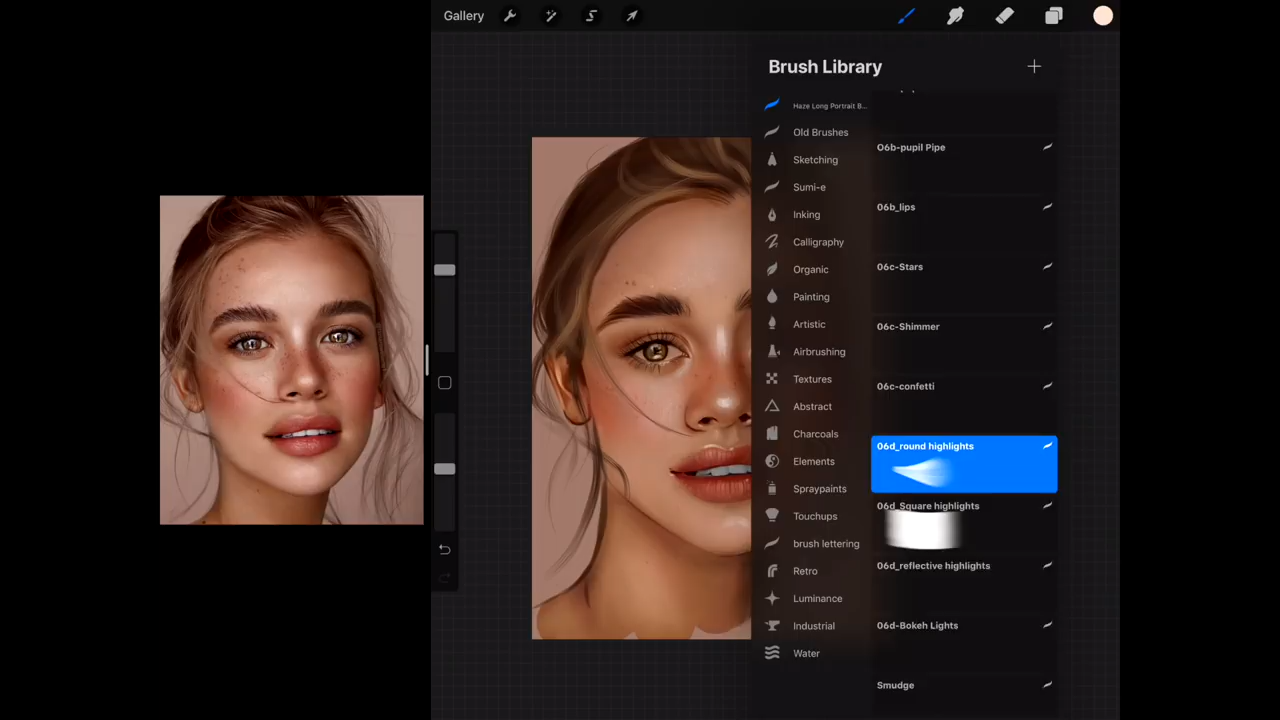 Gallery
Brush Library
Haze Long Portrait B...
Old Brushes
Sketching
Sumi-e
Inking
Calligraphy
Organic
Painting
Artistic
Airbrushing
Textures
Abstract
Charcoals
Elements
Spraypaints
Touchups
brush lettering
Retro
Luminance
Industrial
Water
06b-pupil Pipe
06b_lips
06c-Stars
06c-Shimmer
06c-confetti
06d_round highlights
06d_Square highlights
06d_reflective highlights
06d-Bokeh Lights
Smudge